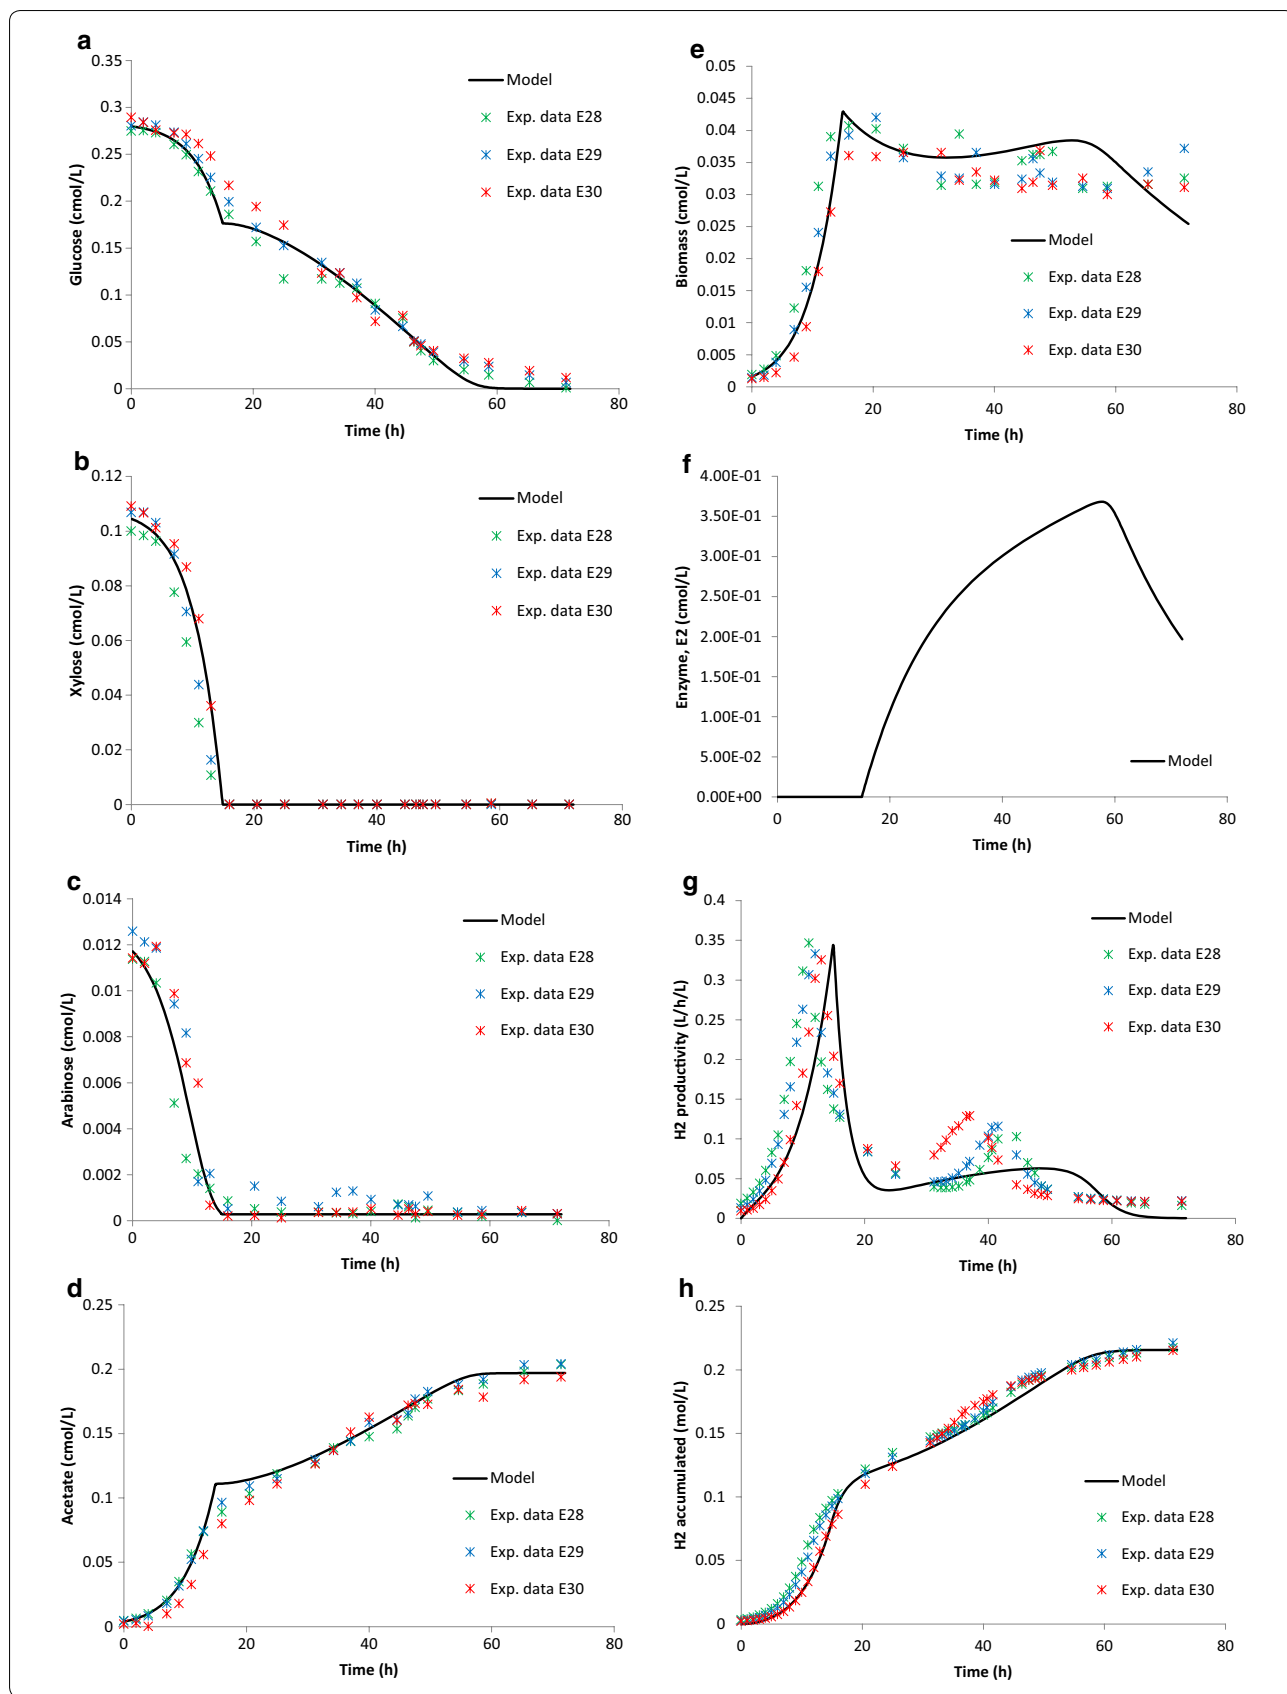 a
0.35
0.3
0.25
0.2
0.15
0.1
0.05
0
0 20 40 60 80
Glucose (cmol/L)
Time (h)
Model
Exp. data E28
Exp. data E29
Exp. data E30
b
0.12
0.1
0.08
0.06
0.04
0.02
0
0 20 40 60 80
Xylose (cmol/L)
Time (h)
Model
Exp. data E28
Exp. data E29
Exp. data E30
c
0.014
0.012
0.01
0.008
0.006
0.004
0.002
0
0 20 40 60 80
Arabinose (cmol/L)
Time (h)
Model
Exp. data E28
Exp. data E29
Exp. data E30
d
0.25
0.2
0.15
0.1
0.05
0
0 20 40 60 80
Acetate (cmol/L)
Time (h)
Model
Exp. data E28
Exp. data E29
Exp. data E30
e
0.05
0.045
0.04
0.035
0.03
0.025
0.02
0.015
0.01
0.005
0
0 20 40 60 80
Biomass (cmol/L)
Time (h)
Model
Exp. data E28
Exp. data E29
Exp. data E30
f
4.00E-01
3.50E-01
3.00E-01
2.50E-01
2.00E-01
1.50E-01
1.00E-01
5.00E-02
0.00E+00
0 20 40 60 80
Enzyme, E2 (cmol/L)
Time (h)
Model
g
0.4
0.35
0.3
0.25
0.2
0.15
0.1
0.05
0
0 20 40 60 80
H2 productivity (L/h/L)
Time (h)
Model
Exp. data E28
Exp. data E29
Exp. data E30
h
0.25
0.2
0.15
0.1
0.05
0
0 20 40 60 80
H2 accumulated (mol/L)
Time (h)
Model
Exp. data E28
Exp. data E29
Exp. data E30